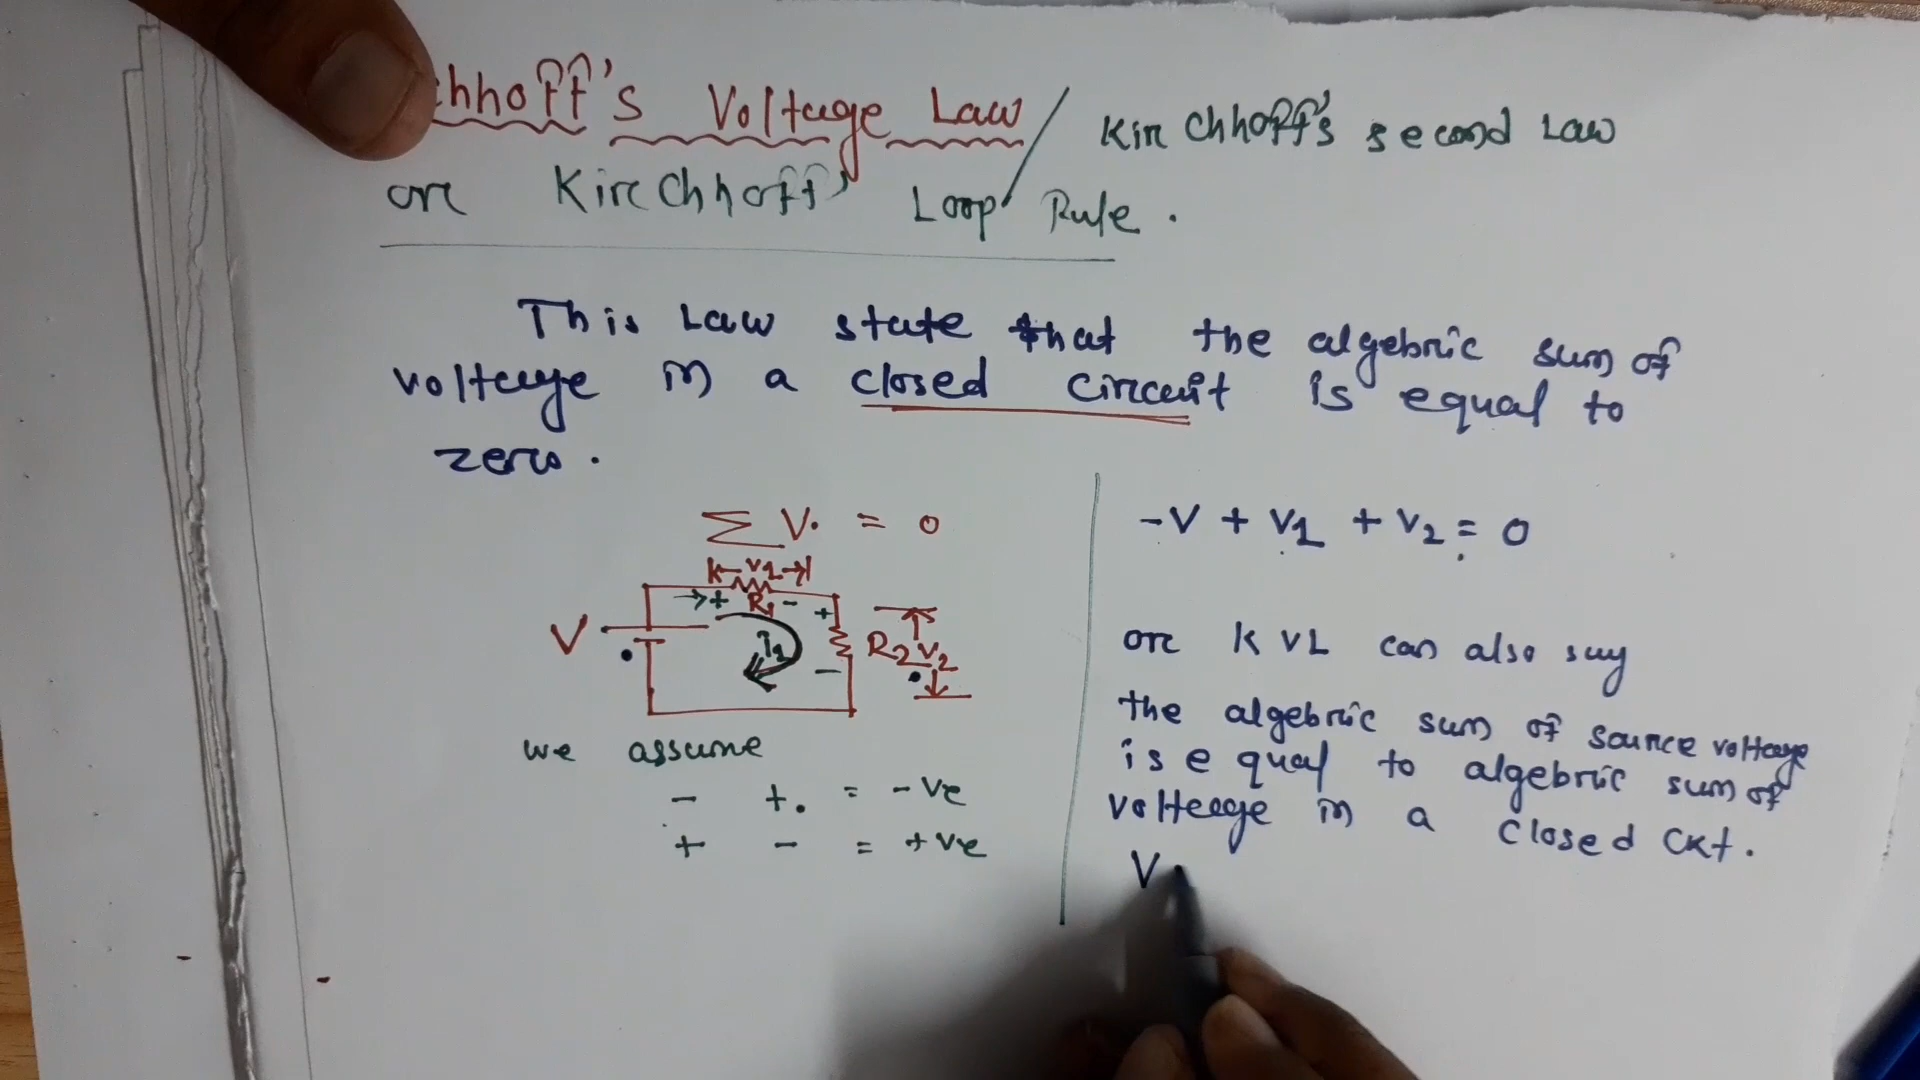 chhoff's Voltage Law / Kirchhoff's second Law
or Kirchhoff' Loop Rule.
This Law state that the algebric sum of
voltage in a closed circuit is equal to
zero.
Σ V. = 0
V1
+ R1 - +
V I1 R2 V2
-
we assume
- +. = -ve
+ - = +ve
-V + V1 + V2 = 0
or KVL can also say
the algebric sum of source voltage
is equal to algebric sum of
voltage in a closed ckt.
V